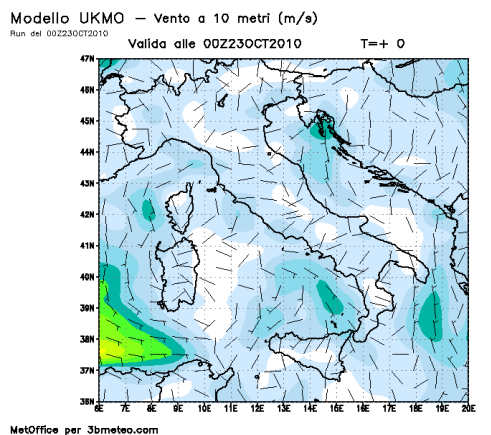 Modello UKMO - Vento a 10 metri (m/s)
Run del 00Z23OCT2010
Valida alle 00Z23OCT2010 T=+ 0
47N
46N
45N
44N
43N
42N
41N
40N
39N
38N
37N
36N
35N
6E 7E 8E 9E 10E 11E 12E 13E 14E 15E 16E 17E 18E 19E 20E
MetOffice per 3bmeteo.com